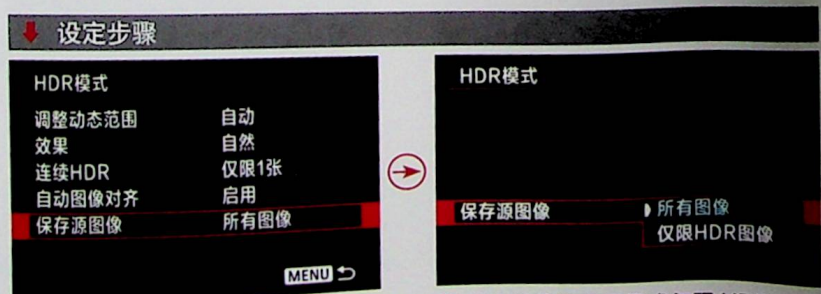 设定步骤
HDR模式
调整动态范围 自动
效果 自然
连续HDR 仅限1张
自动图像对齐 启用
保存源图像 所有图像
MENU
HDR模式
保存源图像 所有图像
仅限HDR图像